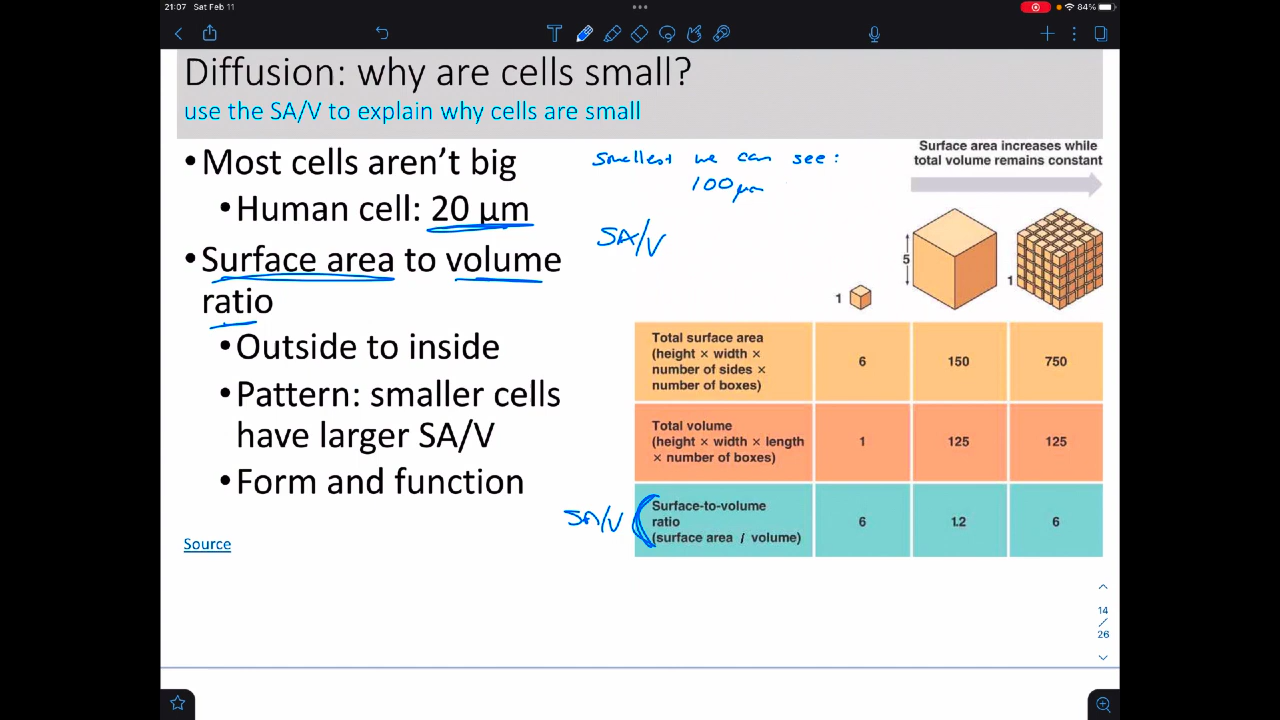 21:07 Sat Feb 11
84%
Diffusion: why are cells small?
use the SA/V to explain why cells are small
•Most cells aren’t big
•Human cell: 20 µm
•Surface area to volume
ratio
•Outside to inside
•Pattern: smaller cells
have larger SA/V
•Form and function
Source
Smallest we can see:
100µm
SA/V
Surface area increases while
total volume remains constant
1
5
1
Total surface area
(height × width ×
number of sides ×
number of boxes)
6
150
750
Total volume
(height × width × length
× number of boxes)
1
125
125
SA/V
Surface-to-volume
ratio
(surface area / volume)
6
1.2
6
14
/
26